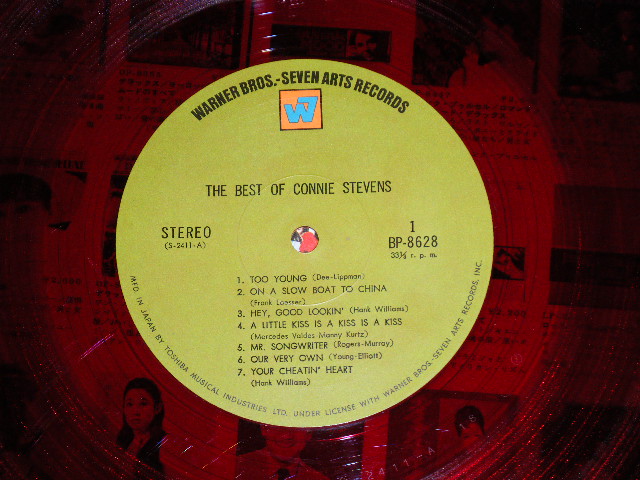 WARNER BROS.-SEVEN ARTS RECORDS
W7
THE BEST OF CONNIE STEVENS
STEREO
(S-2411-A)
1
BP-8628
33⅓ r. p. m.
1. TOO YOUNG (Dee-Lippman)
2. ON A SLOW BOAT TO CHINA
(Frank Loesser)
3. HEY, GOOD LOOKIN' (Hank Williams)
4. A LITTLE KISS IS A KISS IS A KISS
(Mercedes Valdes Manny Kurtz)
5. MR. SONGWRITER (Rogers-Murray)
6. OUR VERY OWN (Young-Elliott)
7. YOUR CHEATIN' HEART
(Hank Williams)
MFD. IN JAPAN BY TOSHIBA MUSICAL INDUSTRIES LTD. UNDER LICENSE WITH WARNER BROS.-SEVEN ARTS RECORDS, INC.
2411-A